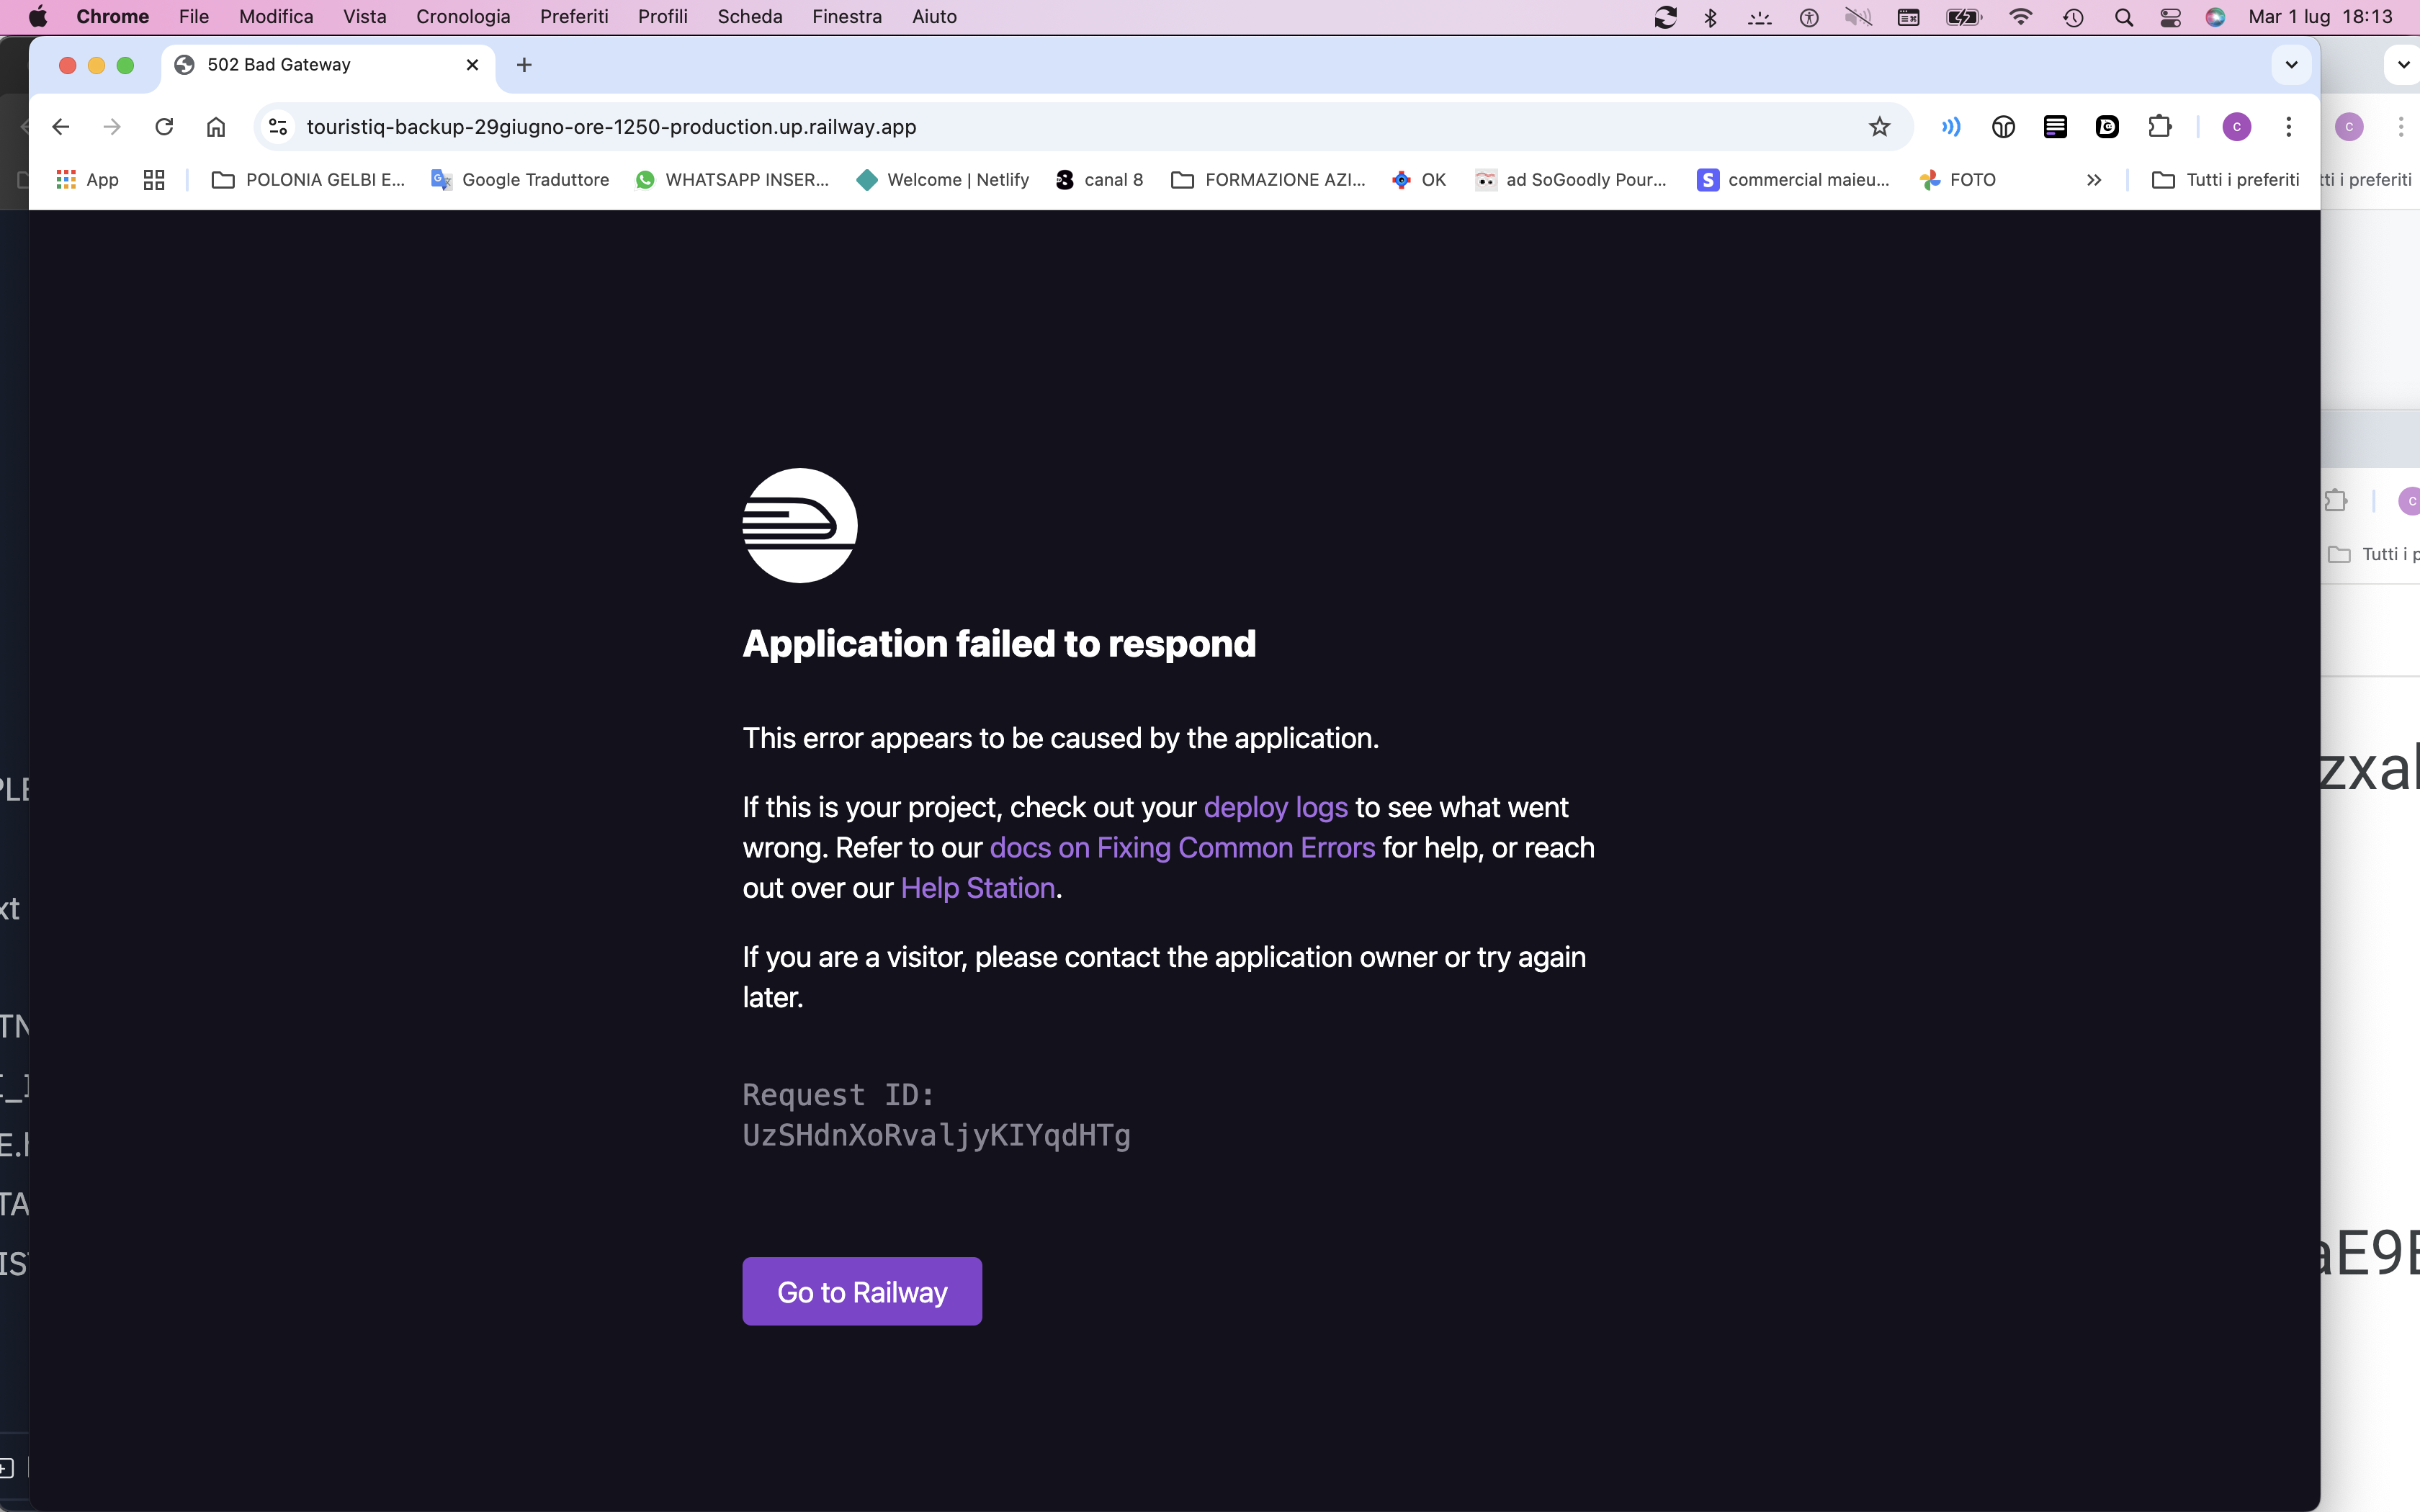 Chrome File Modifica Vista Cronologia Preferiti Profili Scheda Finestra Aiuto Mar 1 lug 18:13
502 Bad Gateway
touristiq-backup-29giugno-ore-1250-production.up.railway.app
App POLONIA GELBI E... Google Traduttore WHATSAPP INSER... Welcome | Netlify canal 8 FORMAZIONE AZI... OK ad SoGoodly Pour... commercial maieu... FOTO Tutti i preferiti tti i preferiti
Tutti i p
Application failed to respond
This error appears to be caused by the application.
zxal
If this is your project, check out your deploy logs to see what went
wrong. Refer to our docs on Fixing Common Errors for help, or reach
out over our Help Station.
xt
If you are a visitor, please contact the application owner or try again
later.
TN
Request ID:
UzSHdnXoRvaljyKIYqdHTg
TA
aE9E
IS
Go to Railway